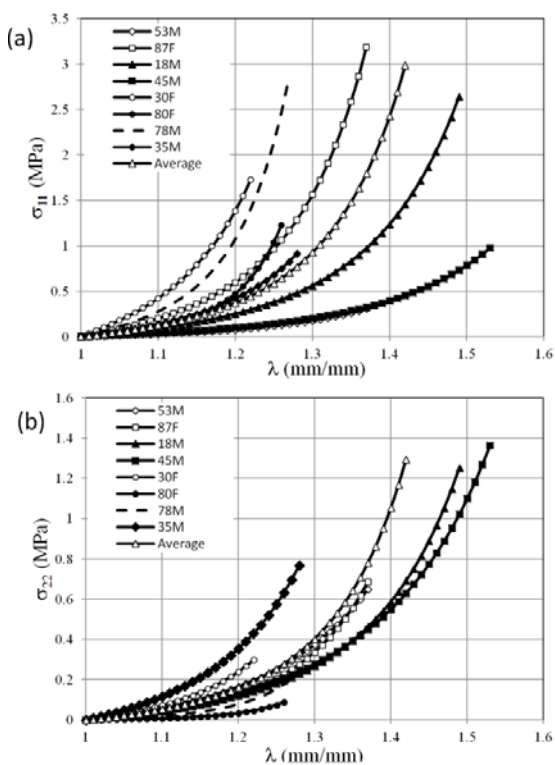 (a)
53M
87F
18M
45M
30F
80F
78M
35M
Average
3.5
3
2.5
2
1.5
1
0.5
0
σ11 (MPa)
1 1.1 1.2 1.3 1.4 1.5 1.6
λ (mm/mm)
(b)
53M
87F
18M
45M
30F
80F
78M
35M
Average
1.6
1.4
1.2
1
0.8
0.6
0.4
0.2
0
σ22 (MPa)
1 1.1 1.2 1.3 1.4 1.5 1.6
λ (mm/mm)